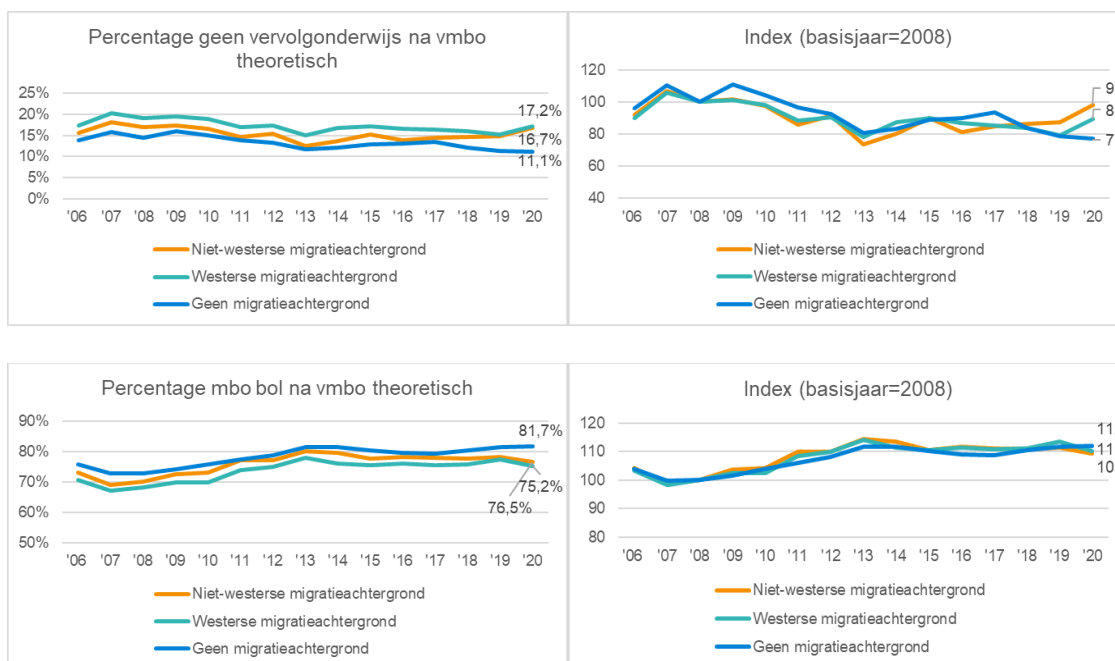 Percentage geen vervolgonderwijs na vmbo
theoretisch
25%
20%
15%
10%
5%
0%
17,2%
16,7%
11,1%
'06 '07 '08 '09 '10 '11 '12 '13 '14 '15 '16 '17 '18 '19 '20
Niet-westerse migratieachtergrond
Westerse migratieachtergrond
Geen migratieachtergrond
Index (basisjaar=2008)
120
100
80
60
40
9
8
7
'06 '07 '08 '09 '10 '11 '12 '13 '14 '15 '16 '17 '18 '19 '20
Niet-westerse migratieachtergrond
Westerse migratieachtergrond
Geen migratieachtergrond
Percentage mbo bol na vmbo theoretisch
90%
80%
70%
60%
50%
81,7%
75,2%
76,5%
'06 '07 '08 '09 '10 '11 '12 '13 '14 '15 '16 '17 '18 '19 '20
Niet-westerse migratieachtergrond
Westerse migratieachtergrond
Geen migratieachtergrond
Index (basisjaar=2008)
120
110
100
90
80
11
11
10
'06 '07 '08 '09 '10 '11 '12 '13 '14 '15 '16 '17 '18 '19 '20
Niet-westerse migratieachtergrond
Westerse migratieachtergrond
Geen migratieachtergrond